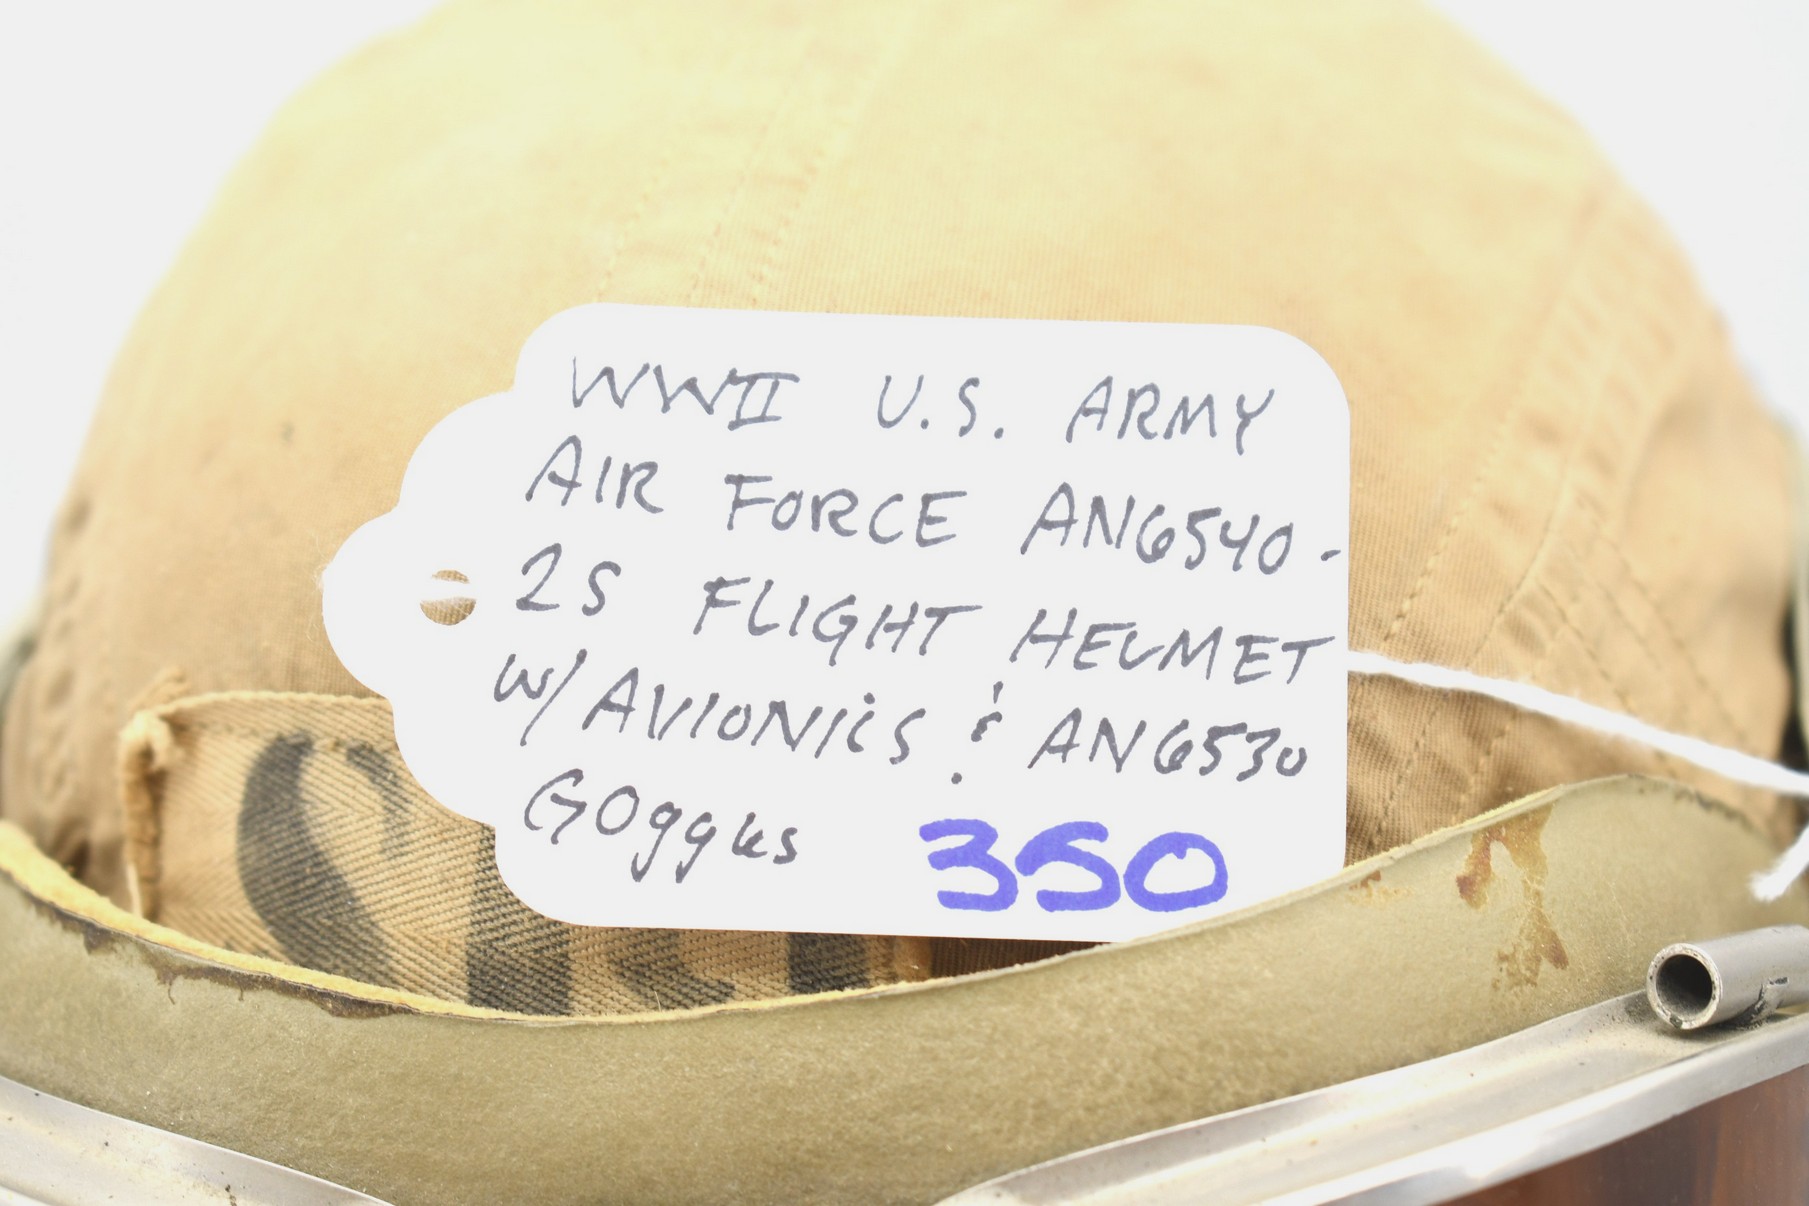 WWII U.S. ARMY
AIR FORCE AN6540-
2S FLIGHT HELMET
W/AVIONICS. & AN6530
GOggles 350